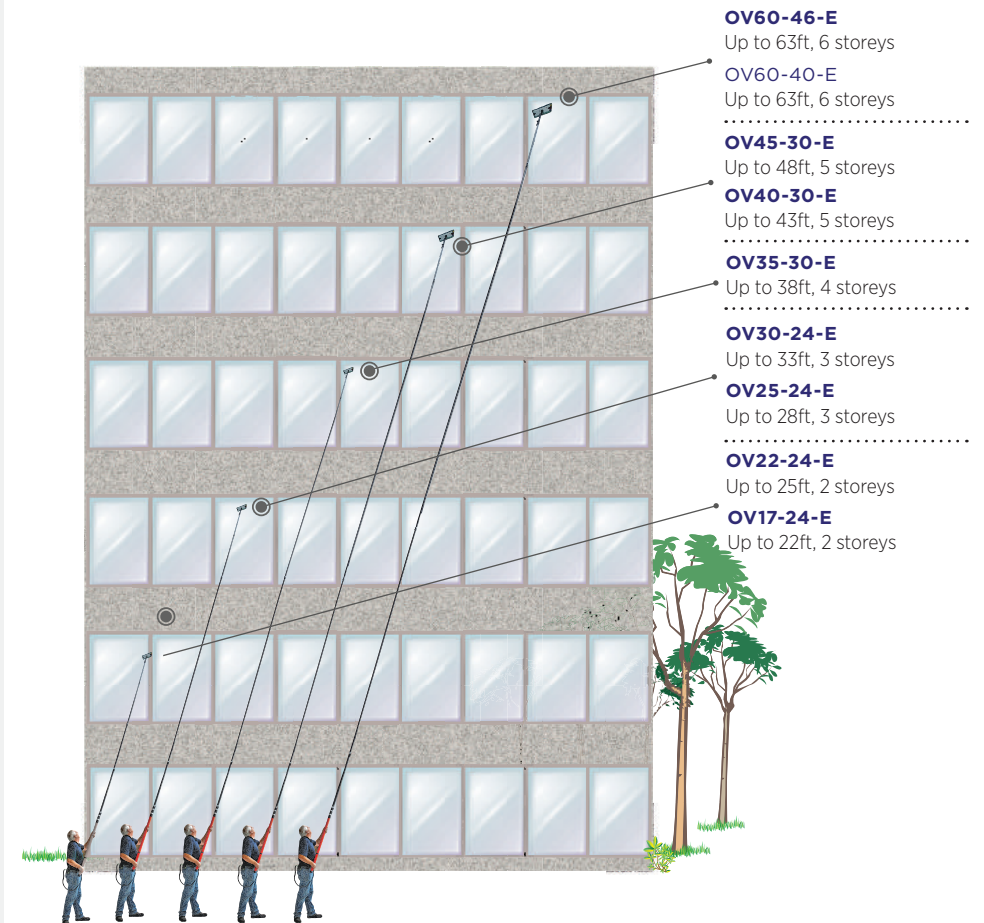 OV60-46-E
Up to 63ft, 6 storeys
OV60-40-E
Up to 63ft, 6 storeys
OV45-30-E
Up to 48ft, 5 storeys
OV40-30-E
Up to 43ft, 5 storeys
OV35-30-E
Up to 38ft, 4 storeys
OV30-24-E
Up to 33ft, 3 storeys
OV25-24-E
Up to 28ft, 3 storeys
OV22-24-E
Up to 25ft, 2 storeys
OV17-24-E
Up to 22ft, 2 storeys